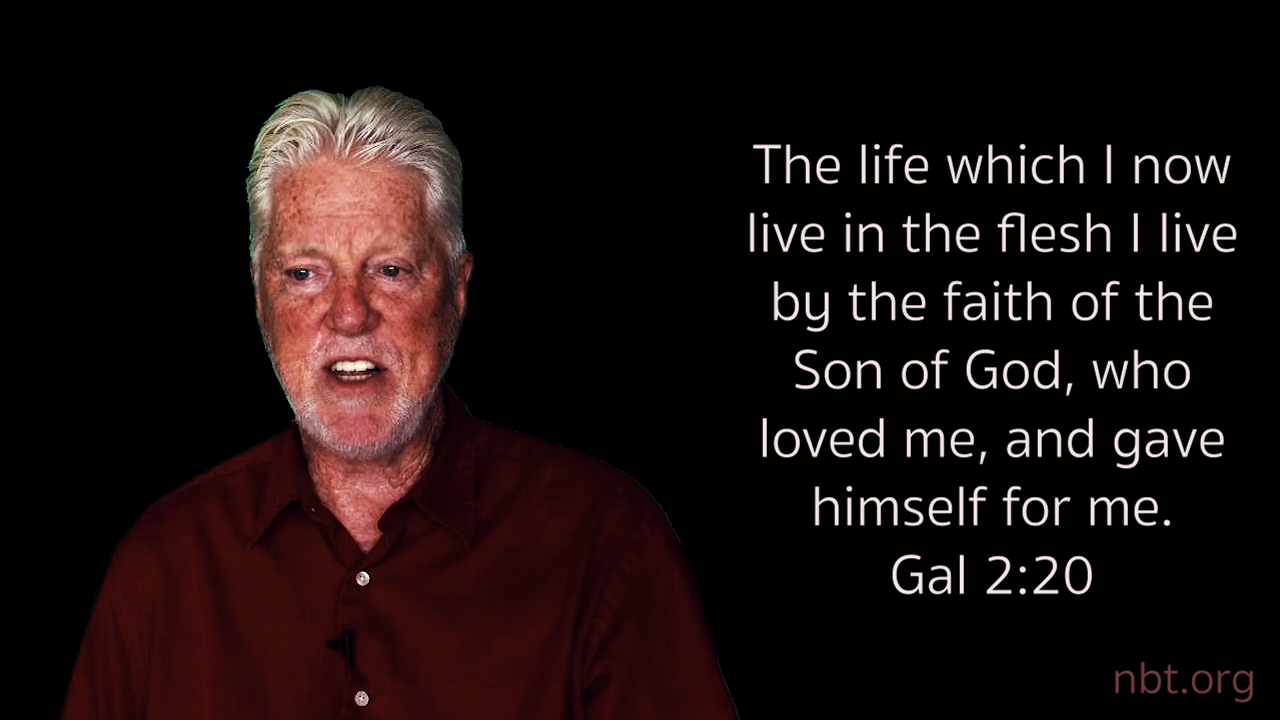 The life which I now
live in the flesh I live
by the faith of the
Son of God, who
loved me, and gave
himself for me.
Gal 2:20
nbt.org